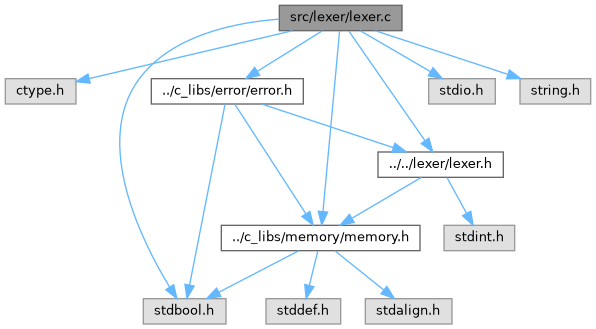 src/lexer/lexer.c
ctype.h
../c_libs/error/error.h
stdio.h
string.h
../../lexer/lexer.h
../c_libs/memory/memory.h
stdint.h
stdbool.h
stddef.h
stdalign.h